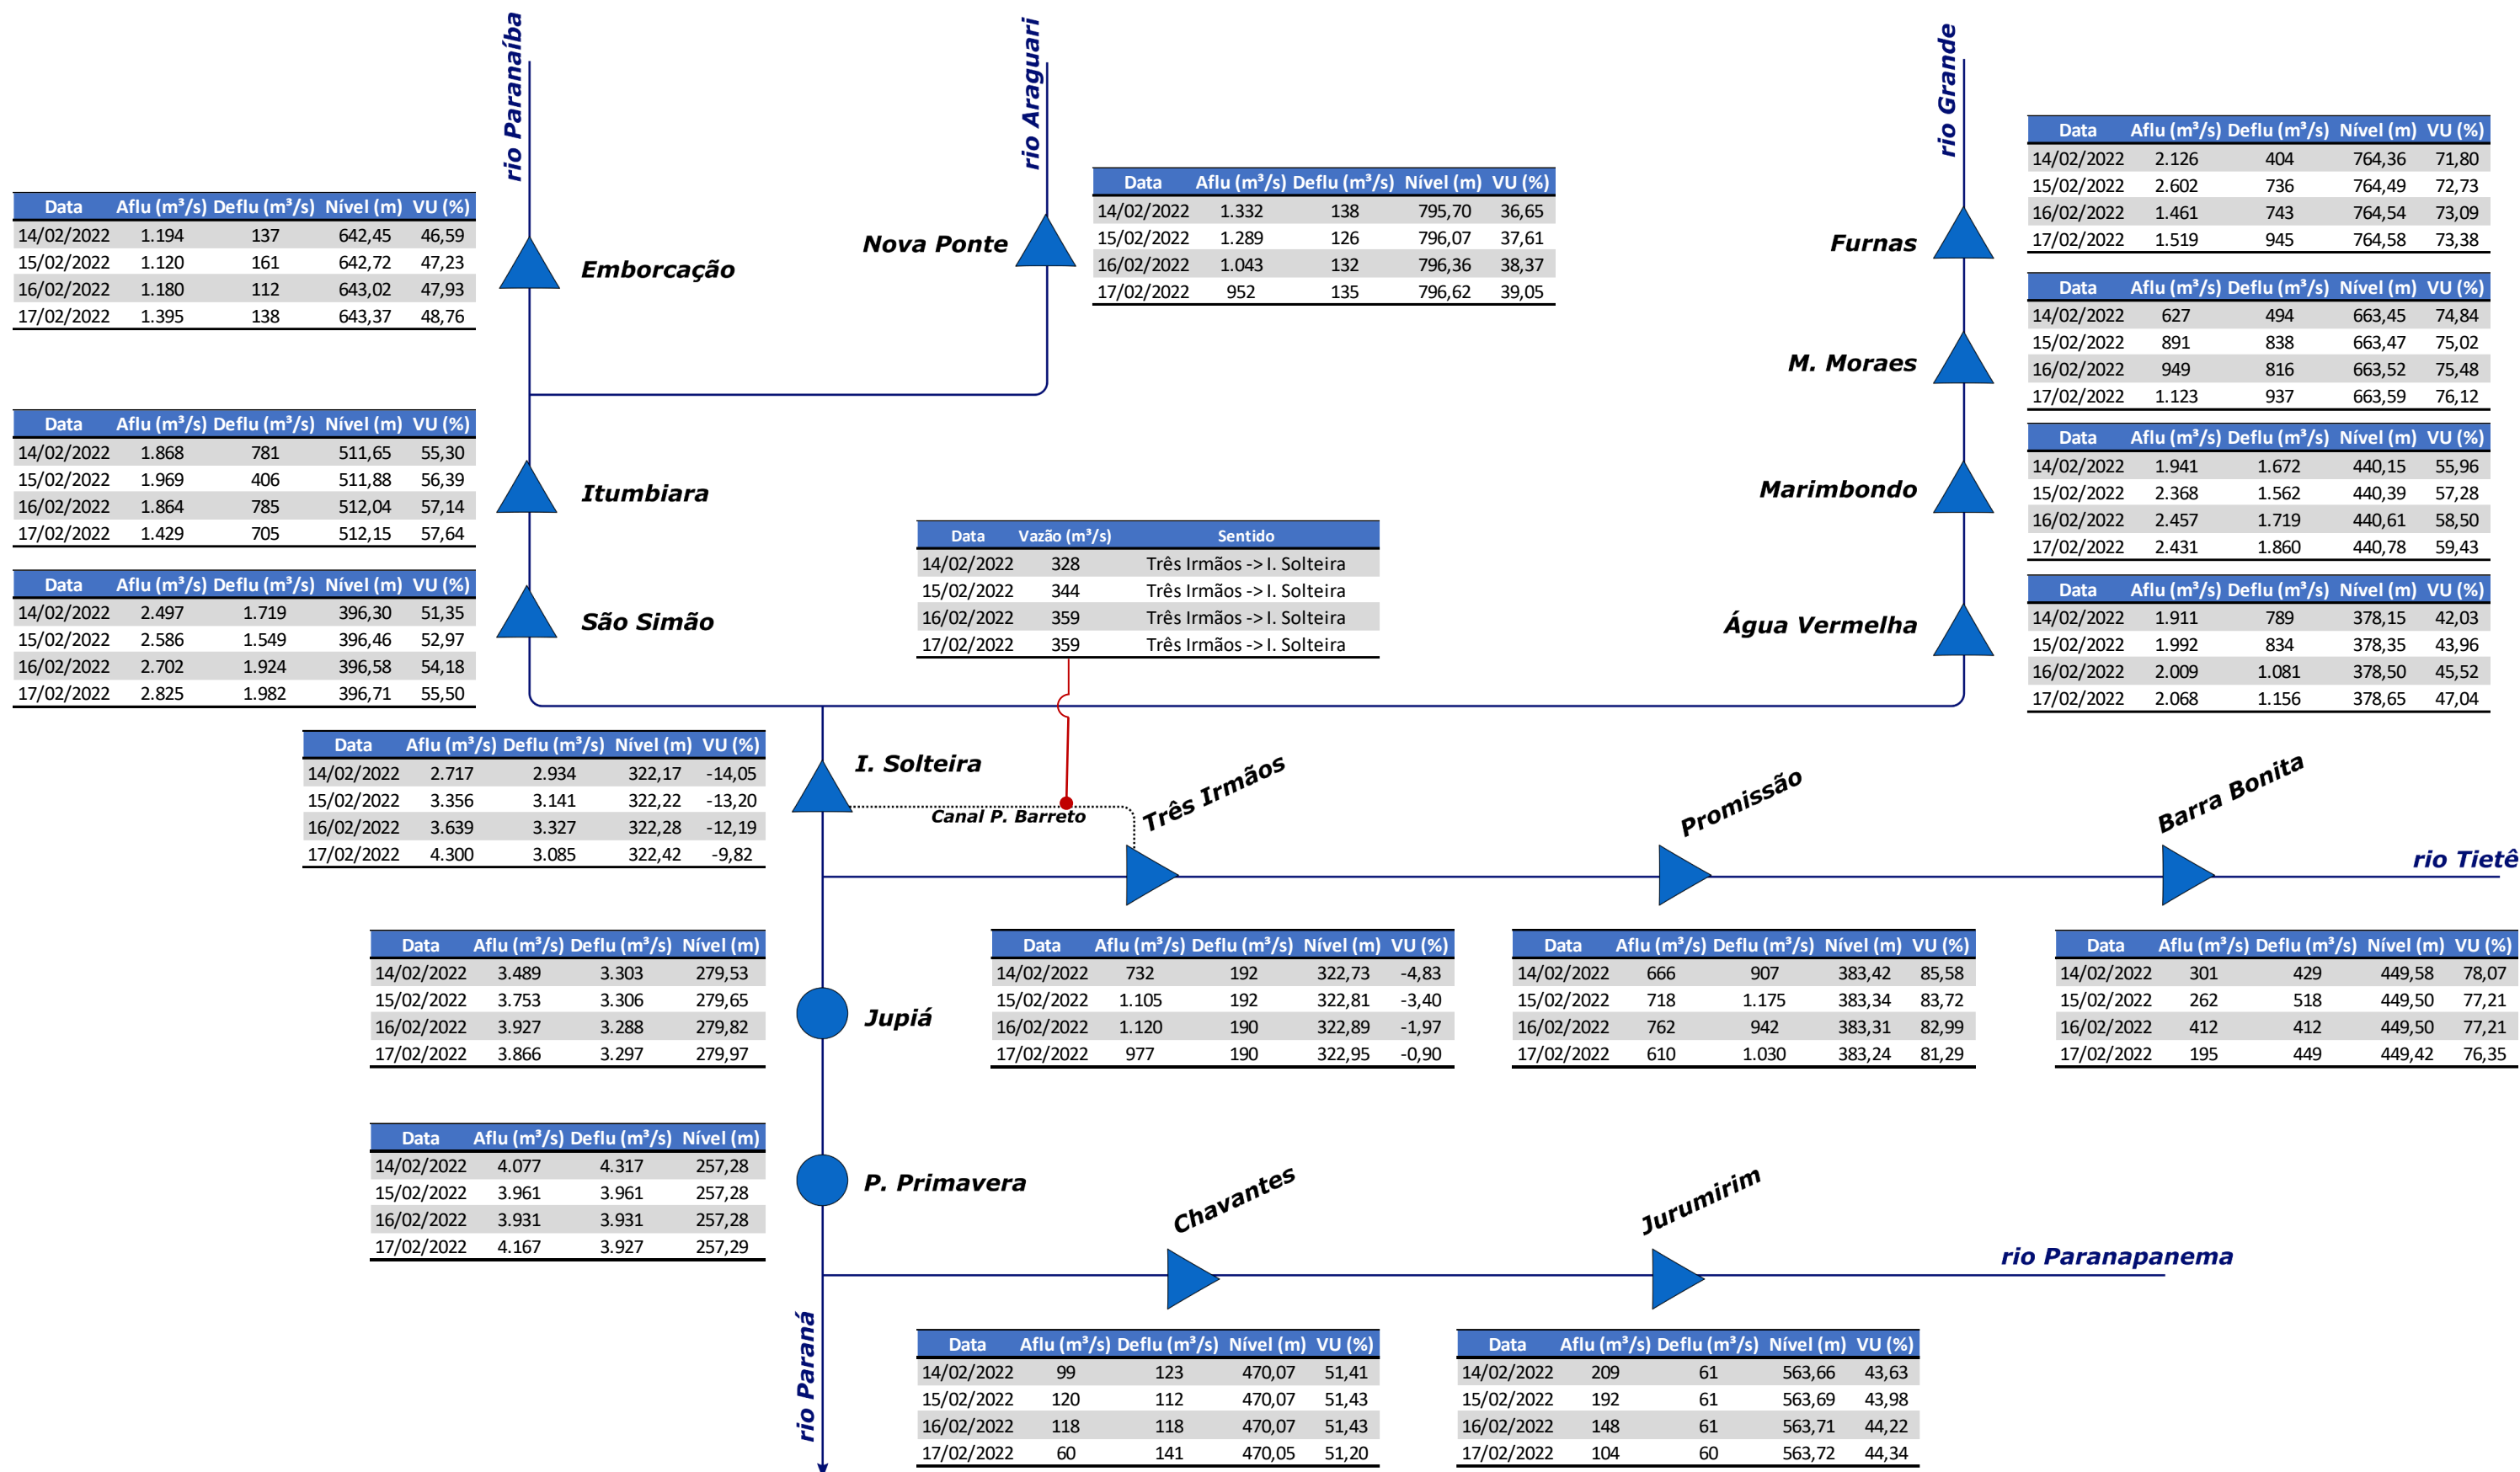 rio Paranaíba
rio Araguari
rio Grande
Data Aflu (m³/s) Deflu (m³/s) Nível (m) VU (%)
14/02/2022 2.126 404 764,36 71,80
15/02/2022 2.602 736 764,49 72,73
16/02/2022 1.461 743 764,54 73,09
17/02/2022 1.519 945 764,58 73,38
Furnas
Data Aflu (m³/s) Deflu (m³/s) Nível (m) VU (%)
14/02/2022 1.332 138 795,70 36,65
15/02/2022 1.289 126 796,07 37,61
16/02/2022 1.043 132 796,36 38,37
17/02/2022 952 135 796,62 39,05
Nova Ponte
Data Aflu (m³/s) Deflu (m³/s) Nível (m) VU (%)
14/02/2022 1.194 137 642,45 46,59
15/02/2022 1.120 161 642,72 47,23
16/02/2022 1.180 112 643,02 47,93
17/02/2022 1.395 138 643,37 48,76
Emborcação
Data Aflu (m³/s) Deflu (m³/s) Nível (m) VU (%)
14/02/2022 627 494 663,45 74,84
15/02/2022 891 838 663,47 75,02
16/02/2022 949 816 663,52 75,48
17/02/2022 1.123 937 663,59 76,12
M. Moraes
Data Aflu (m³/s) Deflu (m³/s) Nível (m) VU (%)
14/02/2022 1.868 781 511,65 55,30
15/02/2022 1.969 406 511,88 56,39
16/02/2022 1.864 785 512,04 57,14
17/02/2022 1.429 705 512,15 57,64
Itumbiara
Data Aflu (m³/s) Deflu (m³/s) Nível (m) VU (%)
14/02/2022 1.941 1.672 440,15 55,96
15/02/2022 2.368 1.562 440,39 57,28
16/02/2022 2.457 1.719 440,61 58,50
17/02/2022 2.431 1.860 440,78 59,43
Marimbondo
Data Vazão (m³/s) Sentido
14/02/2022 328 Três Irmãos -> I. Solteira
15/02/2022 344 Três Irmãos -> I. Solteira
16/02/2022 359 Três Irmãos -> I. Solteira
17/02/2022 359 Três Irmãos -> I. Solteira
Data Aflu (m³/s) Deflu (m³/s) Nível (m) VU (%)
14/02/2022 2.497 1.719 396,30 51,35
15/02/2022 2.586 1.549 396,46 52,97
16/02/2022 2.702 1.924 396,58 54,18
17/02/2022 2.825 1.982 396,71 55,50
São Simão
Data Aflu (m³/s) Deflu (m³/s) Nível (m) VU (%)
14/02/2022 1.911 789 378,15 42,03
15/02/2022 1.992 834 378,35 43,96
16/02/2022 2.009 1.081 378,50 45,52
17/02/2022 2.068 1.156 378,65 47,04
Água Vermelha
Data Aflu (m³/s) Deflu (m³/s) Nível (m) VU (%)
14/02/2022 2.717 2.934 322,17 -14,05
15/02/2022 3.356 3.141 322,22 -13,20
16/02/2022 3.639 3.327 322,28 -12,19
17/02/2022 4.300 3.085 322,42 -9,82
I. Solteira
Canal P. Barreto
Três Irmãos
Promissão
Barra Bonita
rio Tietê
Data Aflu (m³/s) Deflu (m³/s) Nível (m)
14/02/2022 3.489 3.303 279,53
15/02/2022 3.753 3.306 279,65
16/02/2022 3.927 3.288 279,82
17/02/2022 3.866 3.297 279,97
Jupiá
Data Aflu (m³/s) Deflu (m³/s) Nível (m) VU (%)
14/02/2022 732 192 322,73 -4,83
15/02/2022 1.105 192 322,81 -3,40
16/02/2022 1.120 190 322,89 -1,97
17/02/2022 977 190 322,95 -0,90
Data Aflu (m³/s) Deflu (m³/s) Nível (m) VU (%)
14/02/2022 666 907 383,42 85,58
15/02/2022 718 1.175 383,34 83,72
16/02/2022 762 942 383,31 82,99
17/02/2022 610 1.030 383,24 81,29
Data Aflu (m³/s) Deflu (m³/s) Nível (m) VU (%)
14/02/2022 301 429 449,58 78,07
15/02/2022 262 518 449,50 77,21
16/02/2022 412 412 449,50 77,21
17/02/2022 195 449 449,42 76,35
Data Aflu (m³/s) Deflu (m³/s) Nível (m)
14/02/2022 4.077 4.317 257,28
15/02/2022 3.961 3.961 257,28
16/02/2022 3.931 3.931 257,28
17/02/2022 4.167 3.927 257,29
P. Primavera
Chavantes
Jurumirim
rio Paranapanema
rio Paraná
Data Aflu (m³/s) Deflu (m³/s) Nível (m) VU (%)
14/02/2022 99 123 470,07 51,41
15/02/2022 120 112 470,07 51,43
16/02/2022 118 118 470,07 51,43
17/02/2022 60 141 470,05 51,20
Data Aflu (m³/s) Deflu (m³/s) Nível (m) VU (%)
14/02/2022 209 61 563,66 43,63
15/02/2022 192 61 563,69 43,98
16/02/2022 148 61 563,71 44,22
17/02/2022 104 60 563,72 44,34